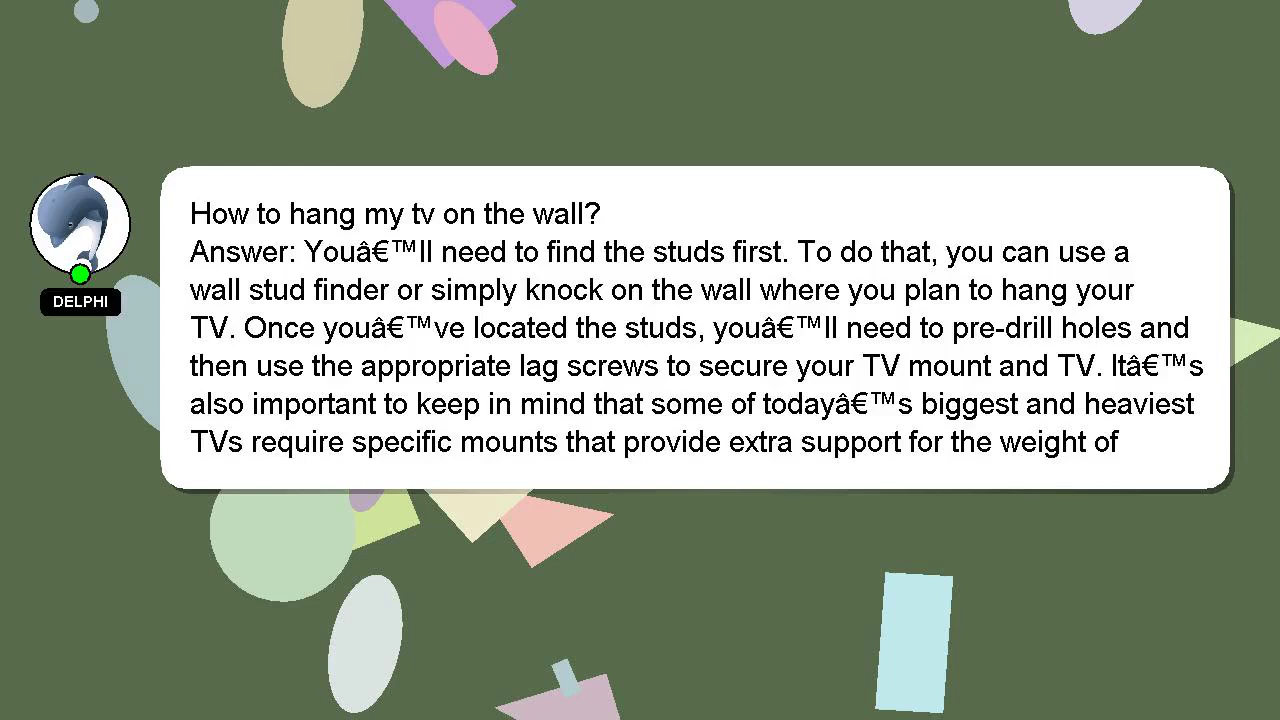 How to hang my tv on the wall?
Answer: Youâ€™ll need to find the studs first. To do that, you can use a
wall stud finder or simply knock on the wall where you plan to hang your
TV. Once youâ€™ve located the studs, youâ€™ll need to pre-drill holes and
then use the appropriate lag screws to secure your TV mount and TV. Itâ€™s
also important to keep in mind that some of todayâ€™s biggest and heaviest
TVs require specific mounts that provide extra support for the weight of
DELPHI